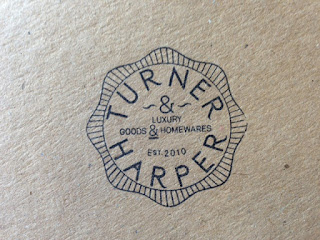 TURNER
&
LUXURY
GOODS & HOMEWARES
EST. 2010
HARPER